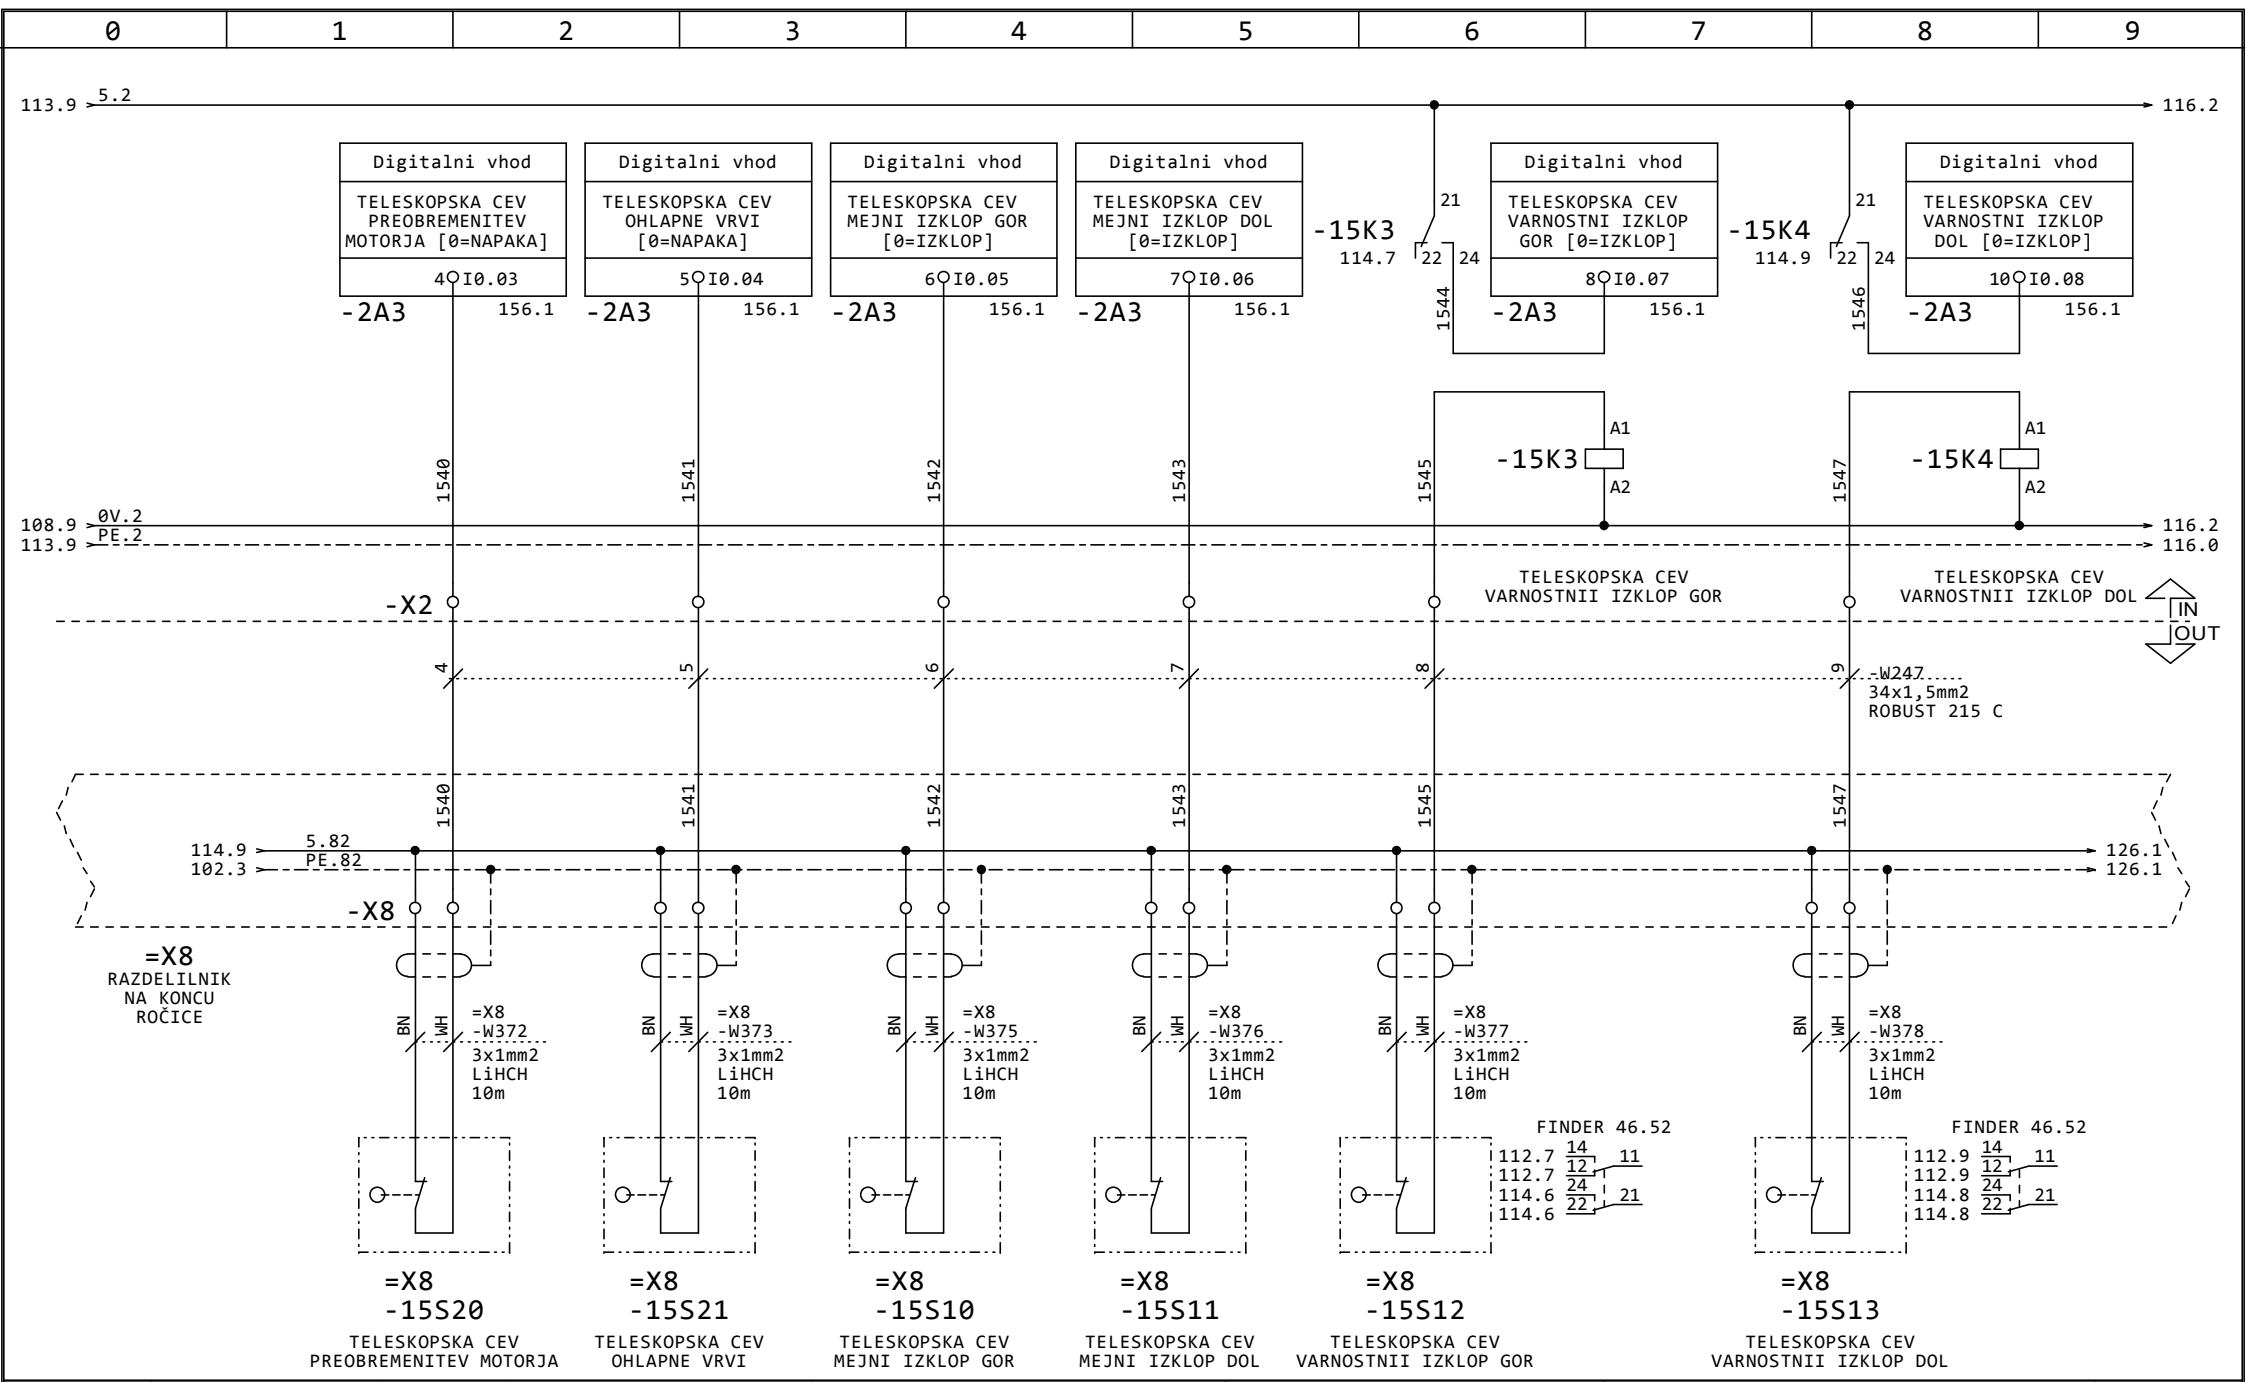 0 1 2 3 4 5 6 7 8 9
113.9 5.2 116.2
Digitalni vhod
TELESKOPSKA CEV
PREOBREMENITEV
MOTORJA [0=NAPAKA]
4 I0.03
-2A3 156.1
Digitalni vhod
TELESKOPSKA CEV
OHLAPNE VRVI
[0=NAPAKA]
5 I0.04
-2A3 156.1
Digitalni vhod
TELESKOPSKA CEV
MEJNI IZKLOP GOR
[0=IZKLOP]
6 I0.05
-2A3 156.1
Digitalni vhod
TELESKOPSKA CEV
MEJNI IZKLOP DOL
[0=IZKLOP]
7 I0.06
-2A3 156.1
21
-15K3
114.7 22 24
1544
Digitalni vhod
TELESKOPSKA CEV
VARNOSTNI IZKLOP
GOR [0=IZKLOP]
8 I0.07
-2A3 156.1
21
-15K4
114.9 22 24
1546
Digitalni vhod
TELESKOPSKA CEV
VARNOSTNI IZKLOP
DOL [0=IZKLOP]
10 I0.08
-2A3 156.1
1540 1541 1542 1543 1545 1547
A1
-15K3
A2
A1
-15K4
A2
108.9 0V.2 116.2
113.9 PE.2 116.0
TELESKOPSKA CEV
VARNOSTNII IZKLOP GOR
TELESKOPSKA CEV
VARNOSTNII IZKLOP DOL
-X2
IN
OUT
4 5 6 7 8 9
-W247
34x1,5mm2
ROBUST 215 C
1540 1541 1542 1543 1545 1547
114.9 5.82 126.1
102.3 PE.82 126.1
-X8
=X8
RAZDELILNIK
NA KONCU
ROČICE
BN WH
=X8
-W372
3x1mm2
LiHCH
10m
BN WH
=X8
-W373
3x1mm2
LiHCH
10m
BN WH
=X8
-W375
3x1mm2
LiHCH
10m
BN WH
=X8
-W376
3x1mm2
LiHCH
10m
BN WH
=X8
-W377
3x1mm2
LiHCH
10m
BN WH
=X8
-W378
3x1mm2
LiHCH
10m
FINDER 46.52
112.7 14
112.7 12 11
114.6 24
114.6 22 21
FINDER 46.52
112.9 14
112.9 12 11
114.8 24
114.8 22 21
=X8
-15S20
TELESKOPSKA CEV
PREOBREMENITEV MOTORJA
=X8
-15S21
TELESKOPSKA CEV
OHLAPNE VRVI
=X8
-15S10
TELESKOPSKA CEV
MEJNI IZKLOP GOR
=X8
-15S11
TELESKOPSKA CEV
MEJNI IZKLOP DOL
=X8
-15S12
TELESKOPSKA CEV
VARNOSTNII IZKLOP GOR
=X8
-15S13
TELESKOPSKA CEV
VARNOSTNII IZKLOP DOL